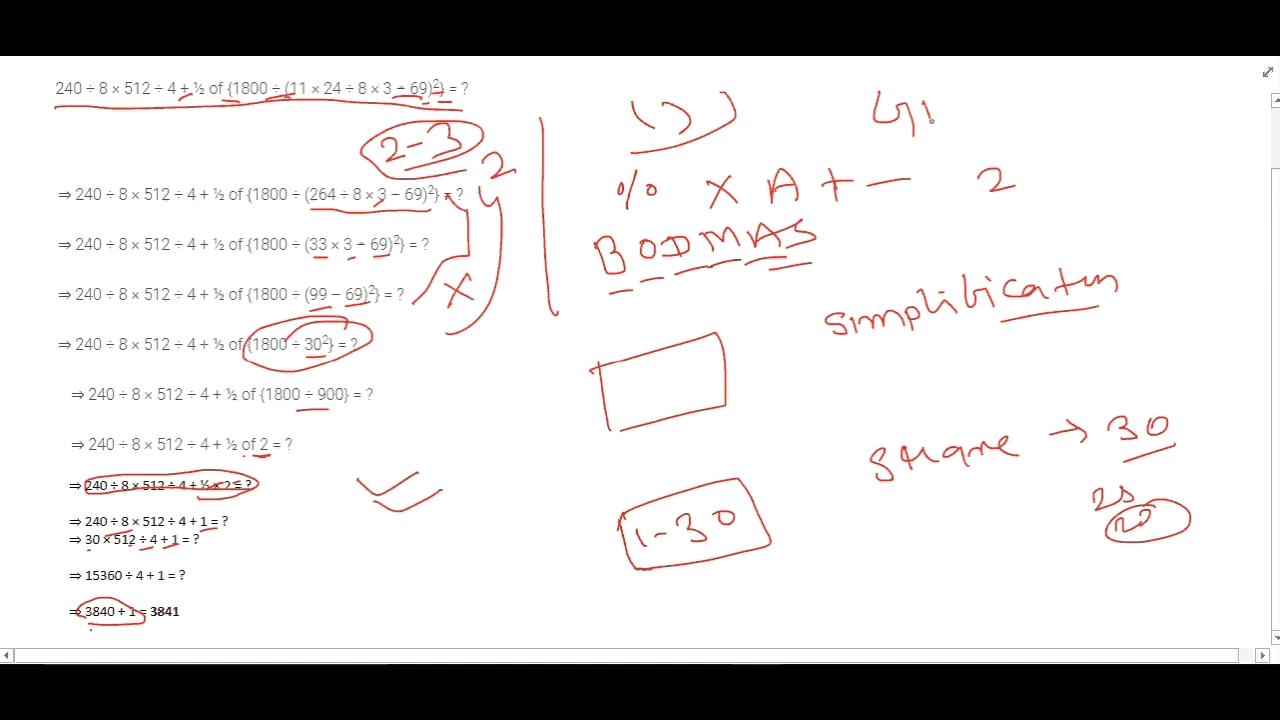 240 ÷ 8 × 512 ÷ 4 + ½ of {1800 ÷ (11 × 24 ÷ 8 × 3 − 69)²} = ?
2-3
2
⇒ 240 ÷ 8 × 512 ÷ 4 + ½ of {1800 ÷ (264 ÷ 8 × 3 − 69)²} = ?
⇒ 240 ÷ 8 × 512 ÷ 4 + ½ of {1800 ÷ (33 × 3 − 69)²} = ?
⇒ 240 ÷ 8 × 512 ÷ 4 + ½ of {1800 ÷ (99 − 69)²} = ?
×
⇒ 240 ÷ 8 × 512 ÷ 4 + ½ of {1800 ÷ 30²} = ?
⇒ 240 ÷ 8 × 512 ÷ 4 + ½ of {1800 ÷ 900} = ?
⇒ 240 ÷ 8 × 512 ÷ 4 + ½ of 2 = ?
⇒ 240 ÷ 8 × 512 ÷ 4 + ½ × 2 = ?
⇒ 240 ÷ 8 × 512 ÷ 4 + 1 = ?
⇒ 30 × 512 ÷ 4 + 1 = ?
⇒ 15360 ÷ 4 + 1 = ?
⇒ 3840 + 1 = 3841
% × A + − 2
BODMAS
Simplification
Square → 30
1-30